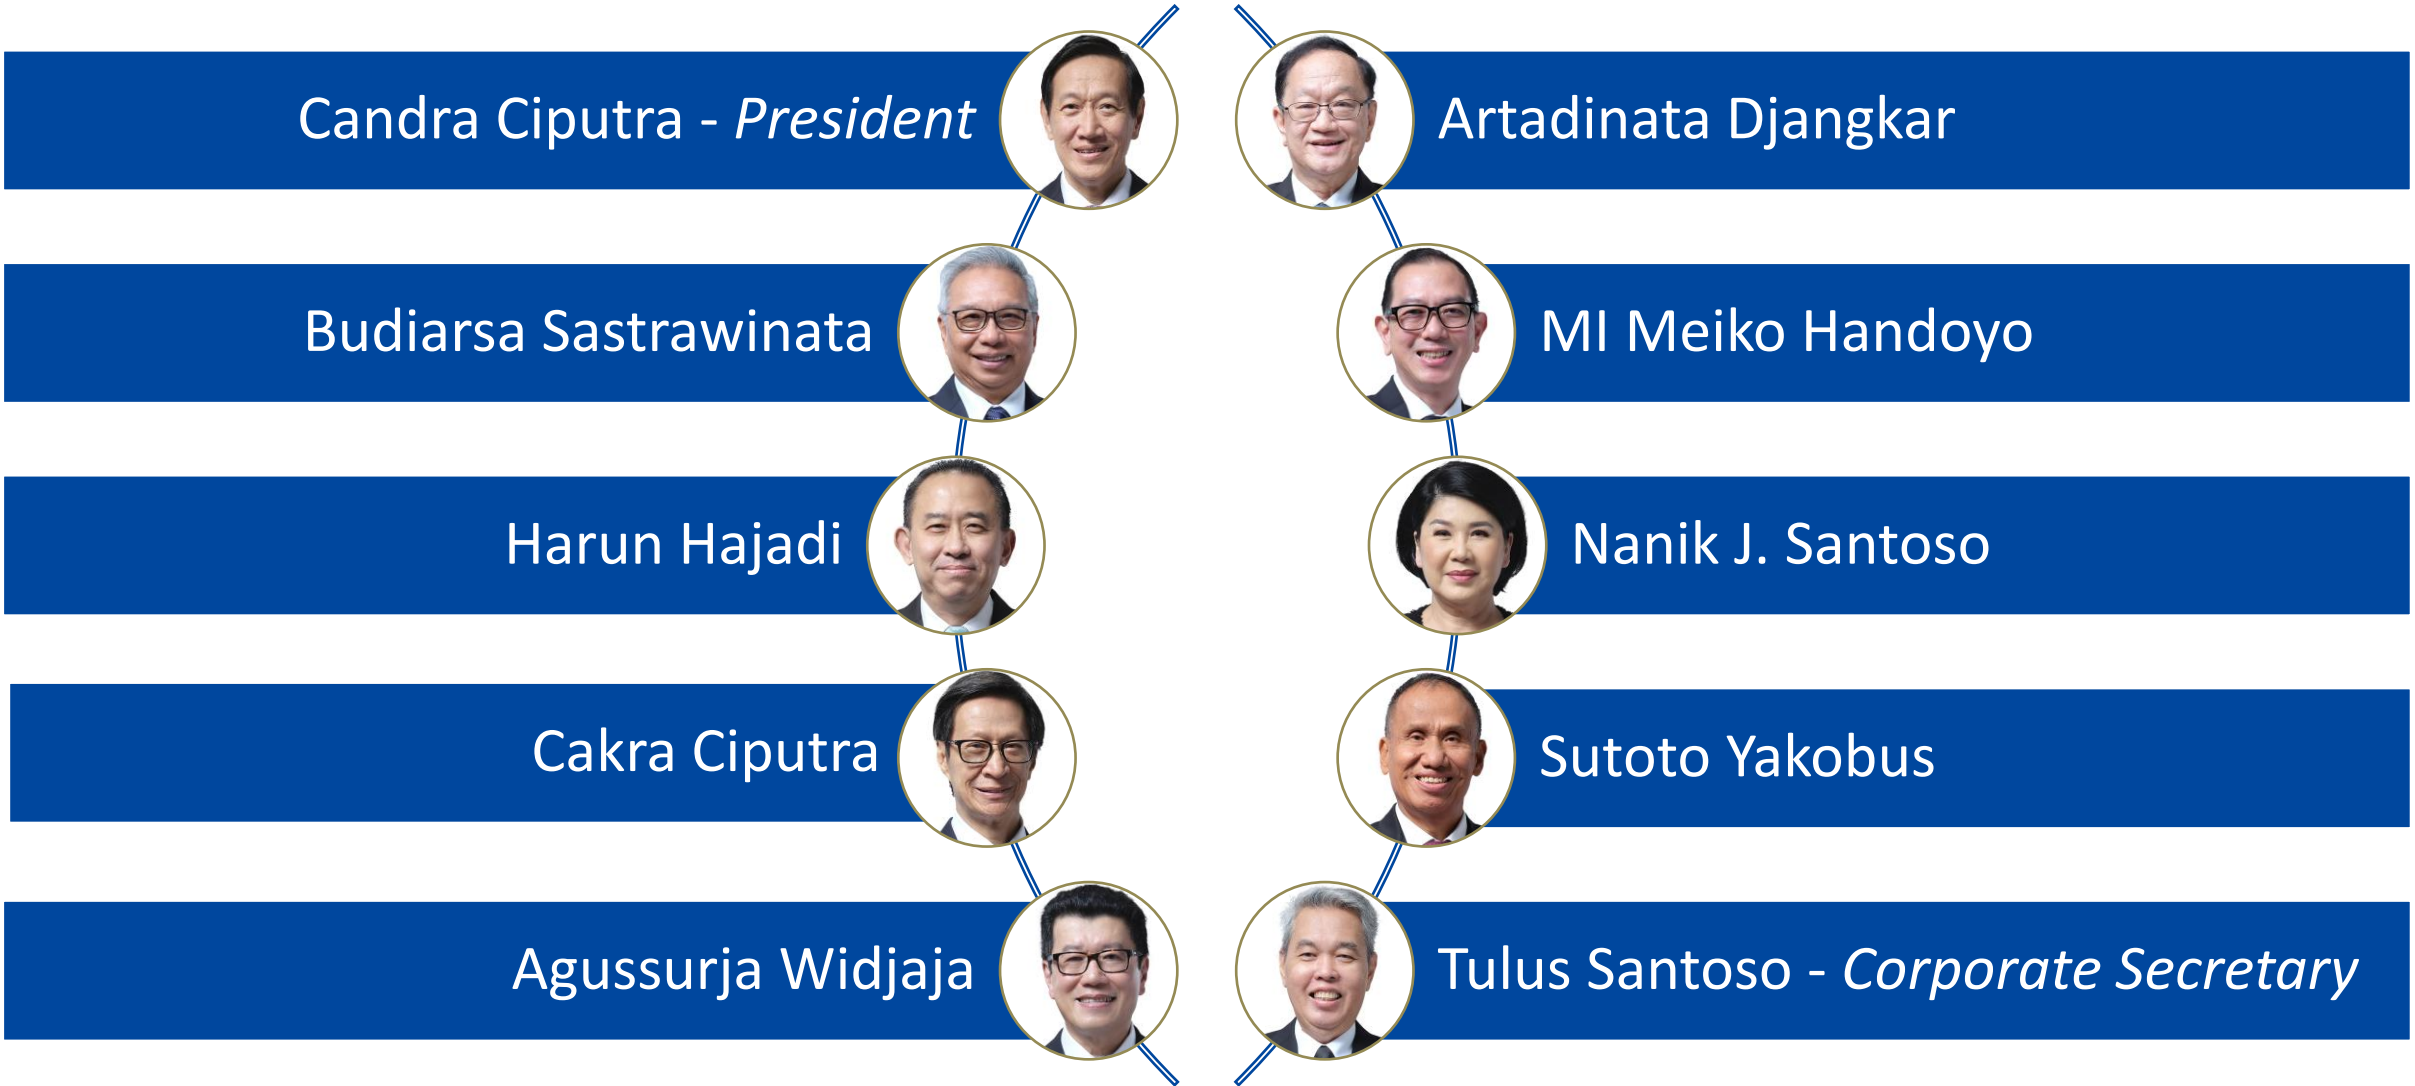 Candra Ciputra - President
Budiarsa Sastrawinata
Harun Hajadi
Cakra Ciputra
Agussurja Widjaja
Artadinata Djangkar
MI Meiko Handoyo
Nanik J. Santoso
Sutoto Yakobus
Tulus Santoso - Corporate Secretary